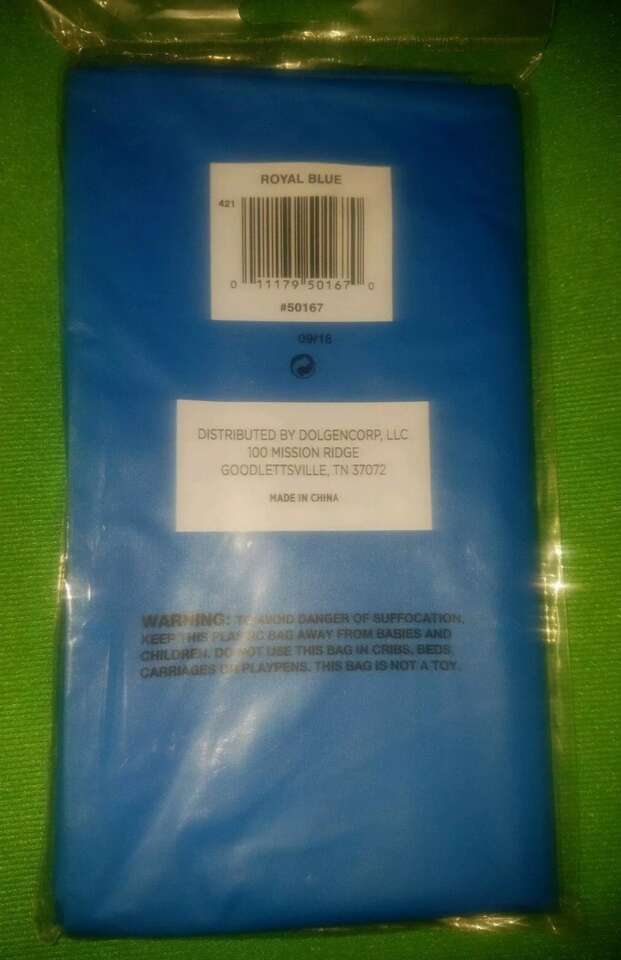 ROYAL BLUE
421
0 11179 50167 0
#50167
09/18
DISTRIBUTED BY DOLGENCORP, LLC
100 MISSION RIDGE
GOODLETTSVILLE, TN 37072
MADE IN CHINA
WARNING: TO AVOID DANGER OF SUFFOCATION,
KEEP THIS PLASTIC BAG AWAY FROM BABIES AND
CHILDREN. DO NOT USE THIS BAG IN CRIBS, BEDS,
CARRIAGES OR PLAYPENS. THIS BAG IS NOT A TOY.